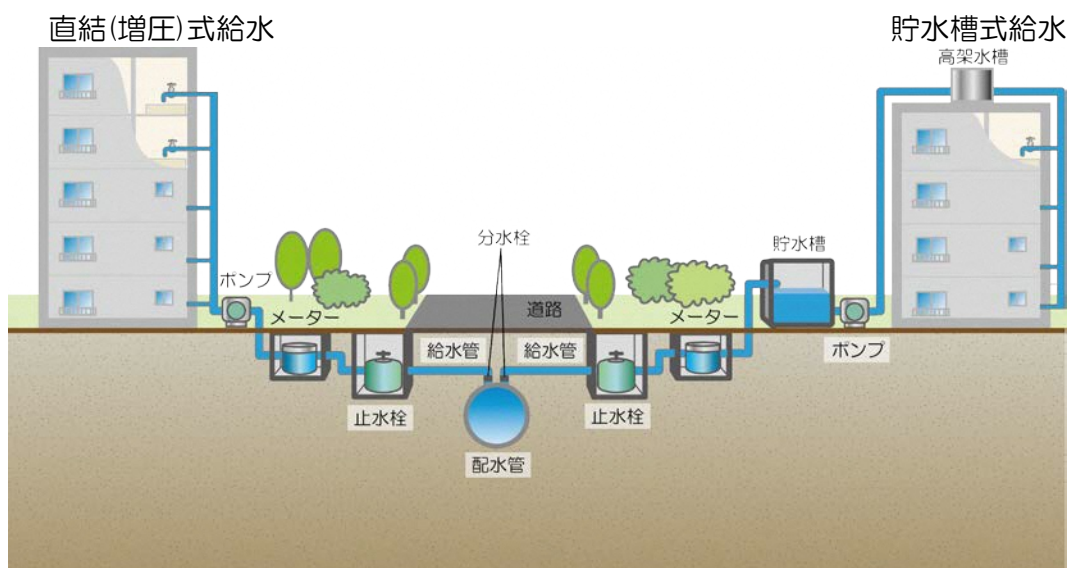 直結(増圧)式給水
貯水槽式給水
高架水槽
分水栓
貯水槽
ポンプ
メーター
道路
メーター
給水管
給水管
ポンプ
止水栓
止水栓
配水管